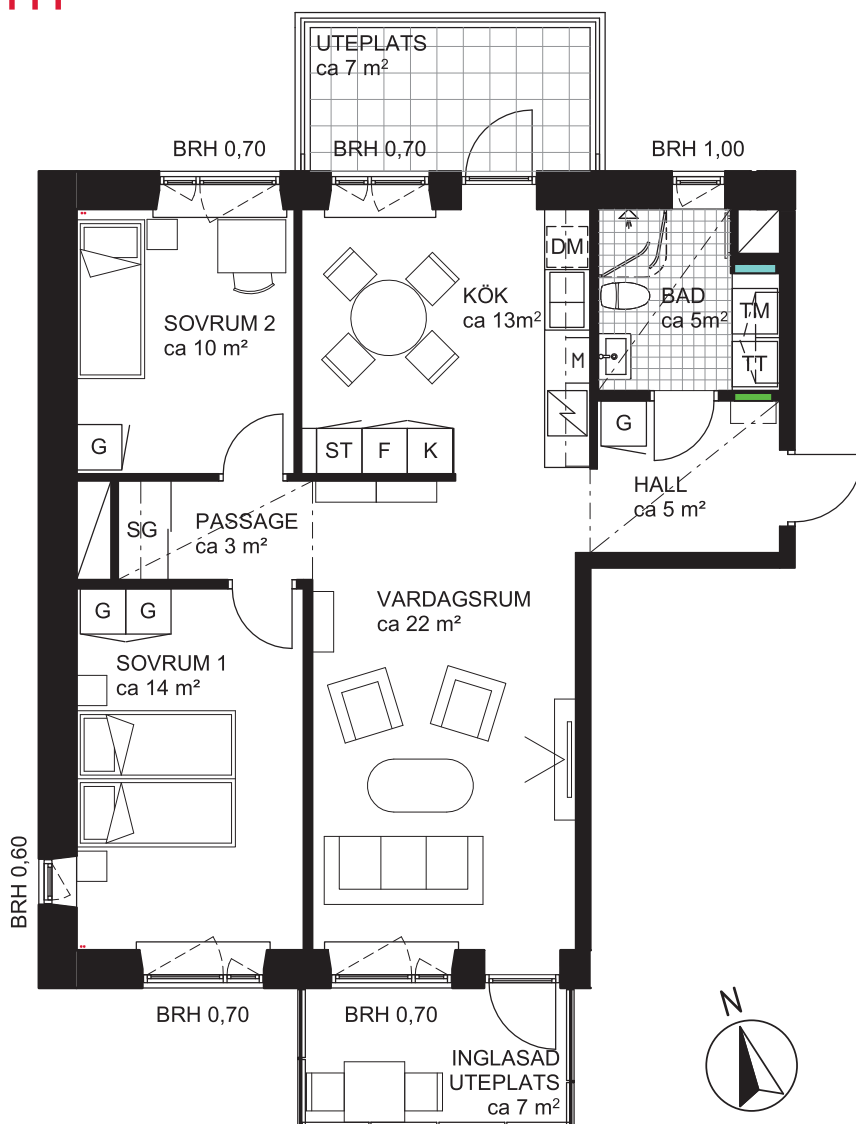 UTEPLATS
ca 7 m²
BRH 0,70
BRH 0,70
BRH 1,00
DM
KÖK
ca 13m²
BAD
ca 5m²
TM
TT
SOVRUM 2
ca 10 m²
M
G
ST
F
K
G
HALL
ca 5 m²
SG
PASSAGE
ca 3 m²
G
G
VARDAGSRUM
ca 22 m²
SOVRUM 1
ca 14 m²
BRH 0,60
BRH 0,70
BRH 0,70
N
INGLASAD
UTEPLATS
ca 7 m²